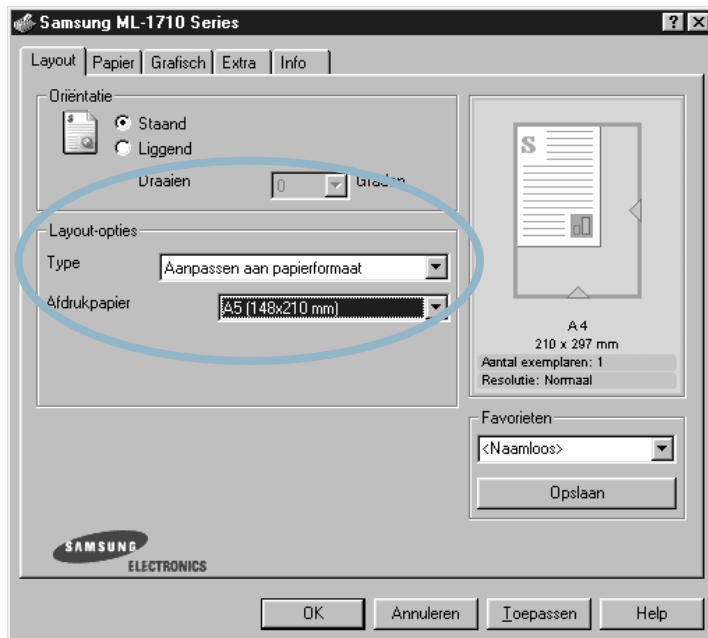 Samsung ML-1710 Series
Layout Papier Grafisch Extra Info
Oriëntatie
S
Staand
Liggend
Draaien 0 Graden
Layout-opties
Type Aanpassen aan papierformaat
Afdrukpapier A5 (148x210 mm)
S
A4
210 x 297 mm
Aantal exemplaren: 1
Resolutie: Normaal
Favorieten
<Naamloos>
Opslaan
SAMSUNG
ELECTRONICS
OK Annuleren Toepassen Help